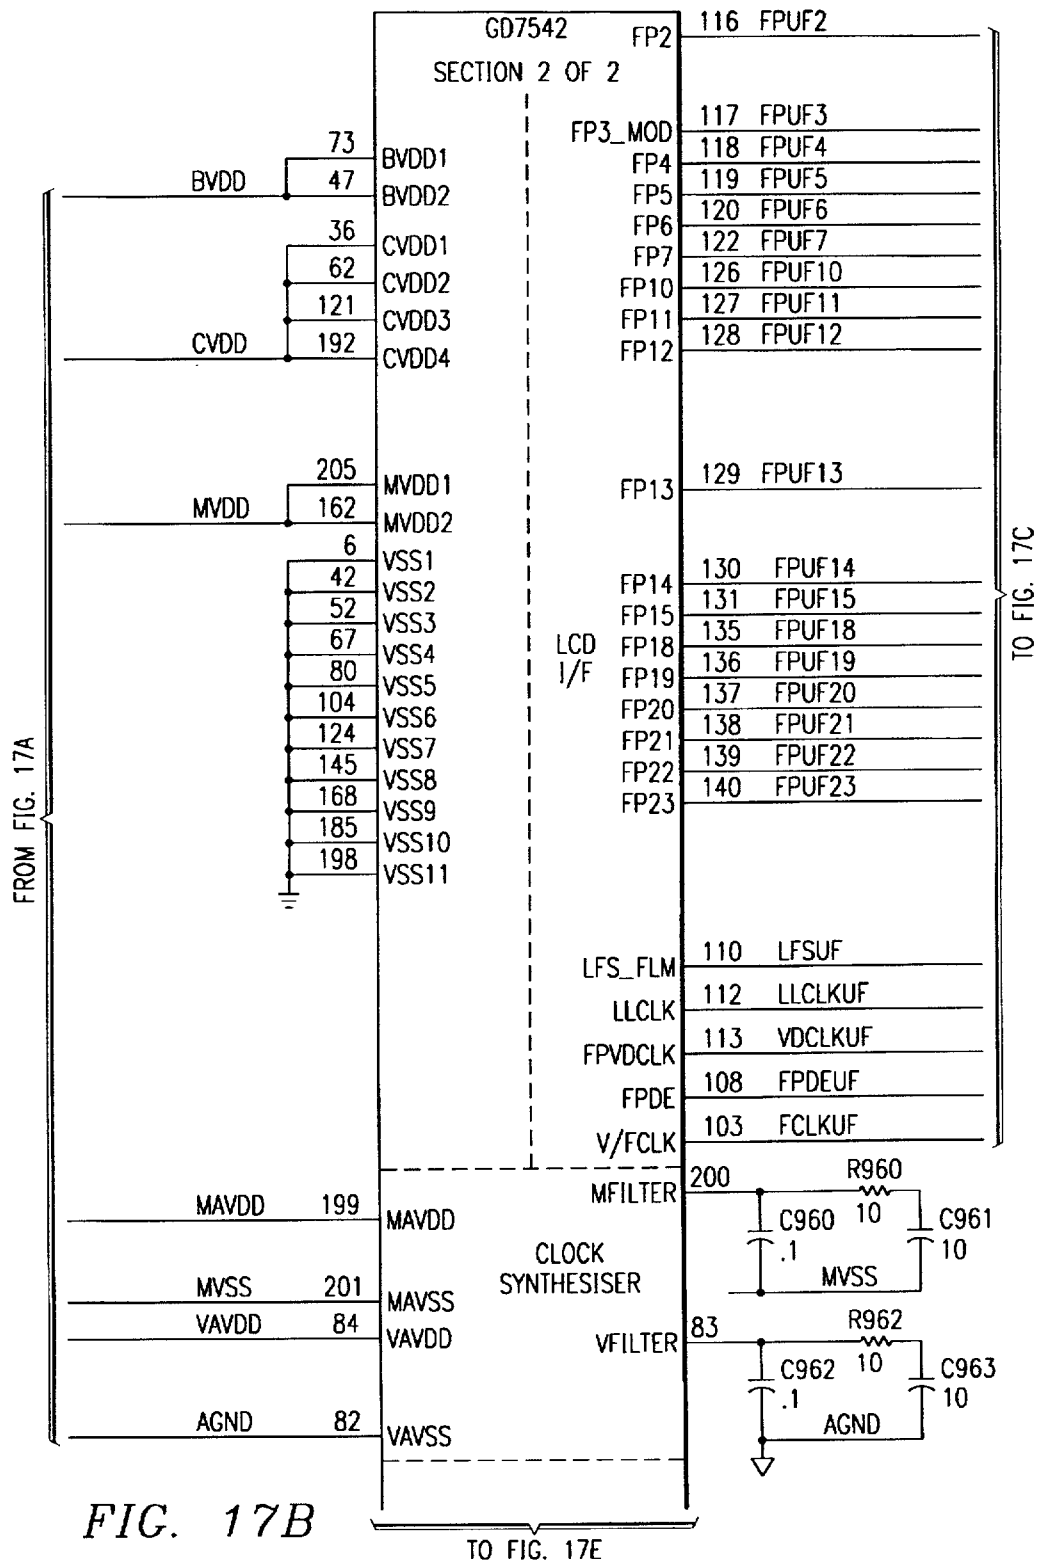 GD7542
SECTION 2 OF 2
FP2 116 FPUF2
FP3_MOD 117 FPUF3
FP4 118 FPUF4
FP5 119 FPUF5
FP6 120 FPUF6
FP7 122 FPUF7
FP10 126 FPUF10
FP11 127 FPUF11
FP12 128 FPUF12
FP13 129 FPUF13
FP14 130 FPUF14
FP15 131 FPUF15
FP18 135 FPUF18
FP19 136 FPUF19
FP20 137 FPUF20
FP21 138 FPUF21
FP22 139 FPUF22
FP23 140 FPUF23
LCD
I/F
LFS_FLM 110 LFSUF
LLCLK 112 LLCLKUF
FPVDCLK 113 VDCLKUF
FPDE 108 FPDEUF
V/FCLK 103 FCLKUF
73 BVDD1
BVDD 47 BVDD2
36 CVDD1
62 CVDD2
121 CVDD3
CVDD 192 CVDD4
205 MVDD1
MVDD 162 MVDD2
6 VSS1
42 VSS2
52 VSS3
67 VSS4
80 VSS5
104 VSS6
124 VSS7
145 VSS8
168 VSS9
185 VSS10
198 VSS11
FROM FIG. 17A
TO FIG. 17C
MAVDD 199 MAVDD
MVSS 201 MAVSS
VAVDD 84 VAVDD
AGND 82 VAVSS
CLOCK
SYNTHESISER
MFILTER 200
R960
10
C960
.1
C961
10
MVSS
VFILTER 83
R962
10
C962
.1
C963
10
AGND
FIG. 17B
TO FIG. 17E